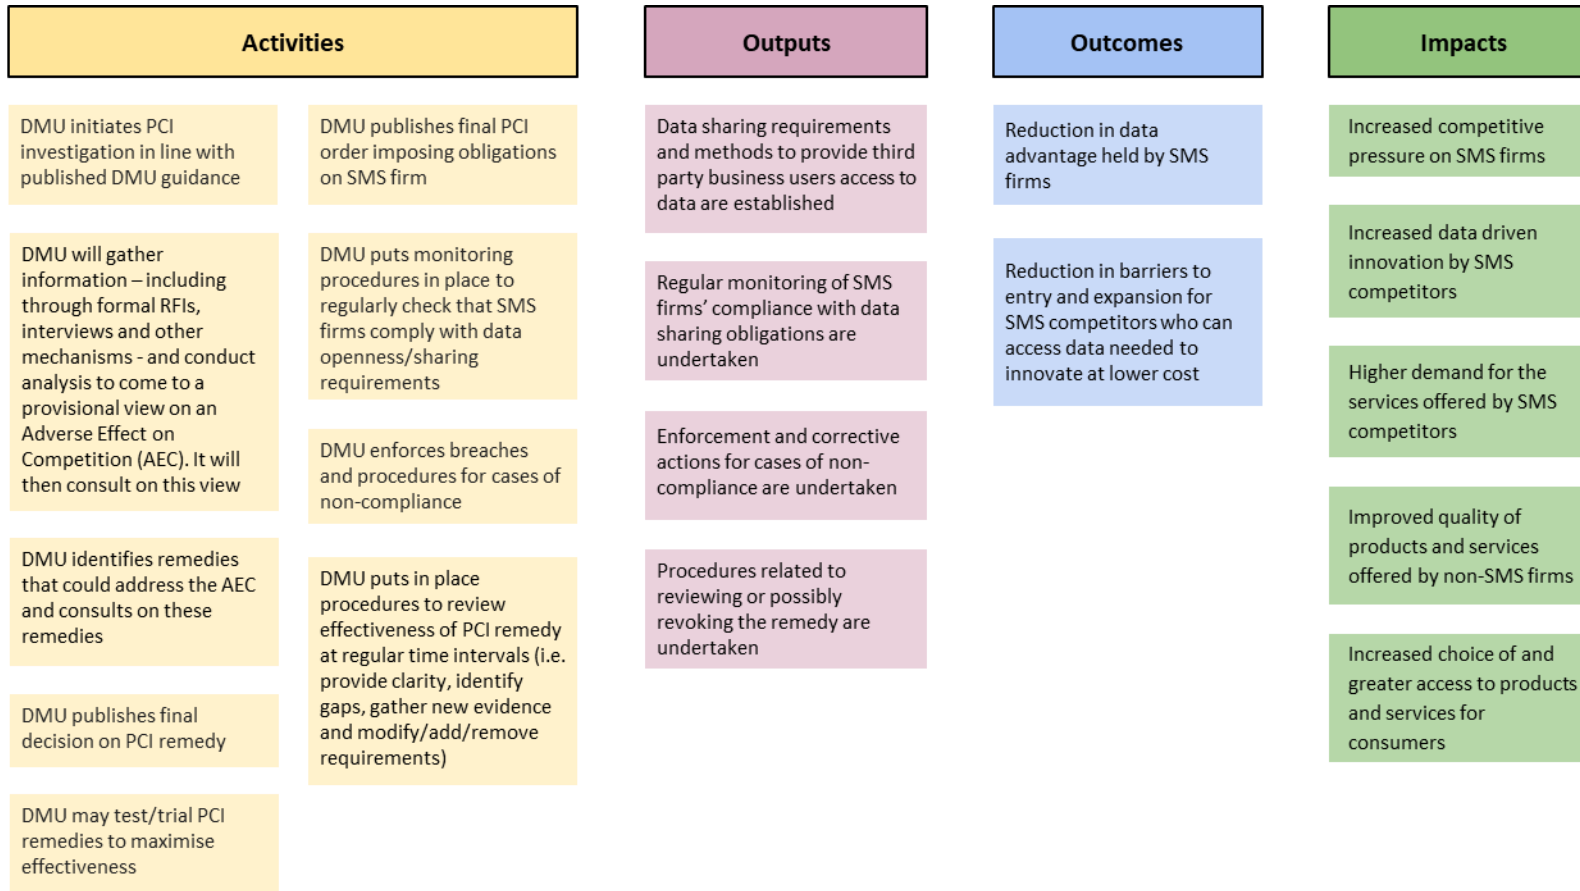 Activities
DMU initiates PCI
investigation in line with
published DMU guidance
DMU will gather
information – including
through formal RFIs,
interviews and other
mechanisms - and conduct
analysis to come to a
provisional view on an
Adverse Effect on
Competition (AEC). It will
then consult on this view
DMU identifies remedies
that could address the AEC
and consults on these
remedies
DMU publishes final
decision on PCI remedy
DMU may test/trial PCI
remedies to maximise
effectiveness
DMU publishes final PCI
order imposing obligations
on SMS firm
DMU puts monitoring
procedures in place to
regularly check that SMS
firms comply with data
openness/sharing
requirements
DMU enforces breaches
and procedures for cases of
non-compliance
DMU puts in place
procedures to review
effectiveness of PCI remedy
at regular time intervals (i.e.
provide clarity, identify
gaps, gather new evidence
and modify/add/remove
requirements)
Outputs
Data sharing requirements
and methods to provide third
party business users access to
data are established
Regular monitoring of SMS
firms’ compliance with data
sharing obligations are
undertaken
Enforcement and corrective
actions for cases of non-
compliance are undertaken
Procedures related to
reviewing or possibly
revoking the remedy are
undertaken
Outcomes
Reduction in data
advantage held by SMS
firms
Reduction in barriers to
entry and expansion for
SMS competitors who can
access data needed to
innovate at lower cost
Impacts
Increased competitive
pressure on SMS firms
Increased data driven
innovation by SMS
competitors
Higher demand for the
services offered by SMS
competitors
Improved quality of
products and services
offered by non-SMS firms
Increased choice of and
greater access to products
and services for
consumers